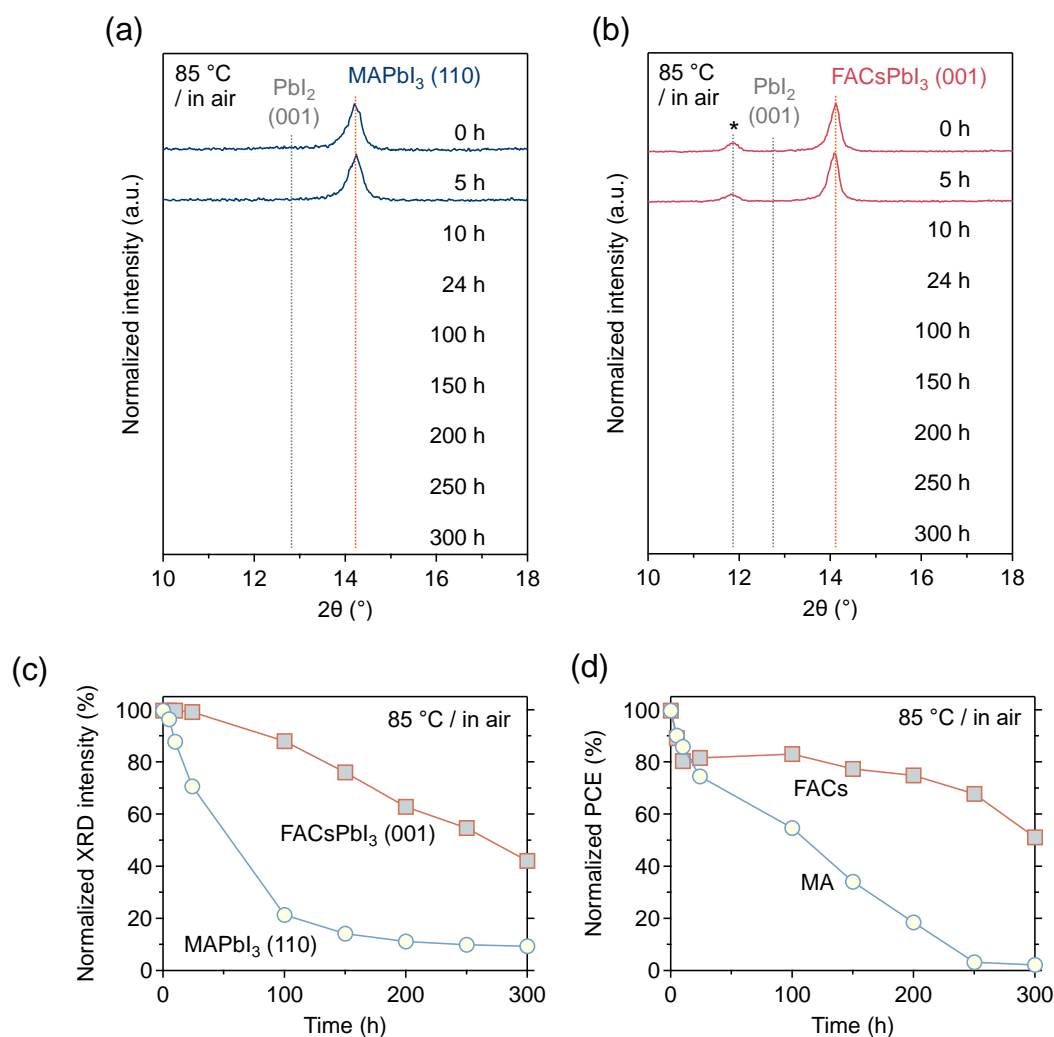 (a)
85 °C
/ in air
PbI2
(001)
MAPbI3 (110)
0 h
5 h
10 h
24 h
100 h
150 h
200 h
250 h
300 h
Normalized intensity (a.u.)
10 12 14 16 18
2θ (°)
(b)
85 °C
/ in air
PbI2
(001)
FACsPbI3 (001)
*
0 h
5 h
10 h
24 h
100 h
150 h
200 h
250 h
300 h
Normalized intensity (a.u.)
10 12 14 16 18
2θ (°)
(c)
Normalized XRD intensity (%)
100
80
60
40
20
0
85 °C / in air
FACsPbI3 (001)
MAPbI3 (110)
0 100 200 300
Time (h)
(d)
Normalized PCE (%)
100
80
60
40
20
0
85 °C / in air
FACs
MA
0 100 200 300
Time (h)